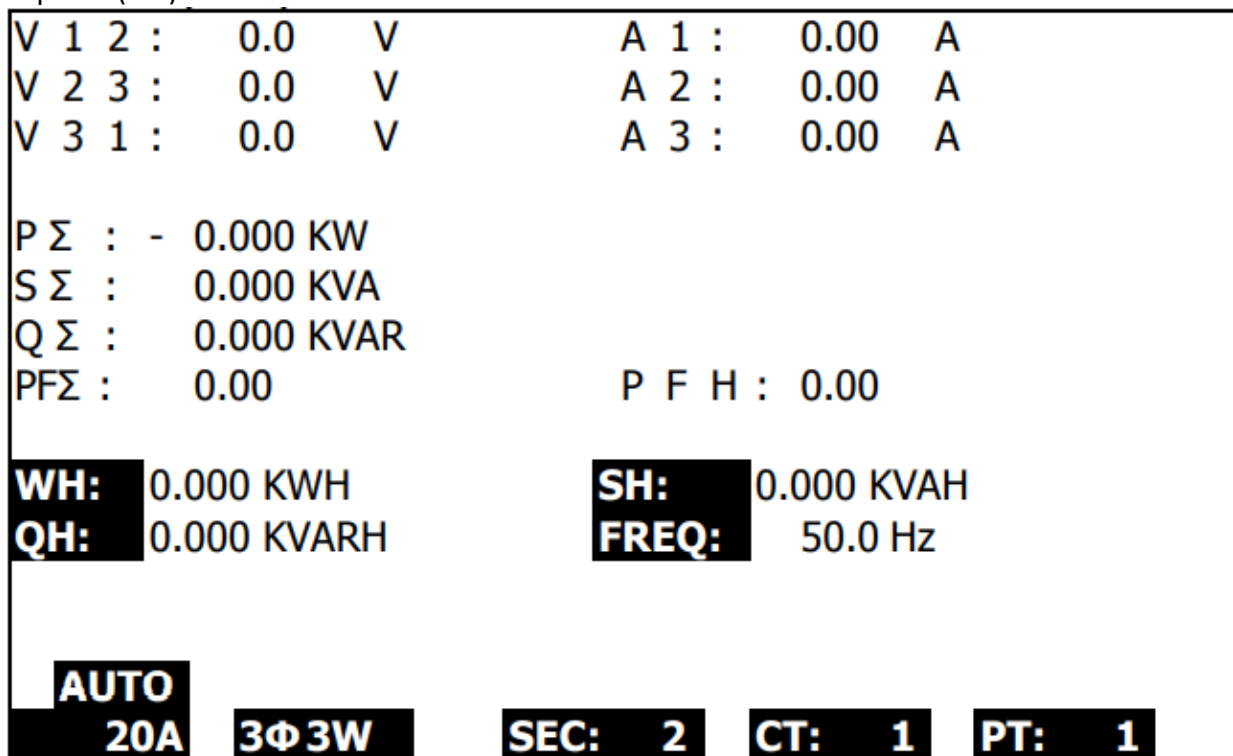 V 1 2 : 0.0 V A 1 : 0.00 A
V 2 3 : 0.0 V A 2 : 0.00 A
V 3 1 : 0.0 V A 3 : 0.00 A
P Σ : - 0.000 KW
S Σ : 0.000 KVA
Q Σ : 0.000 KVAR
PFΣ : 0.00 P F H : 0.00
WH: 0.000 KWH SH: 0.000 KVAH
QH: 0.000 KVARH FREQ: 50.0 Hz
AUTO
20A 3Φ3W SEC: 2 CT: 1 PT: 1